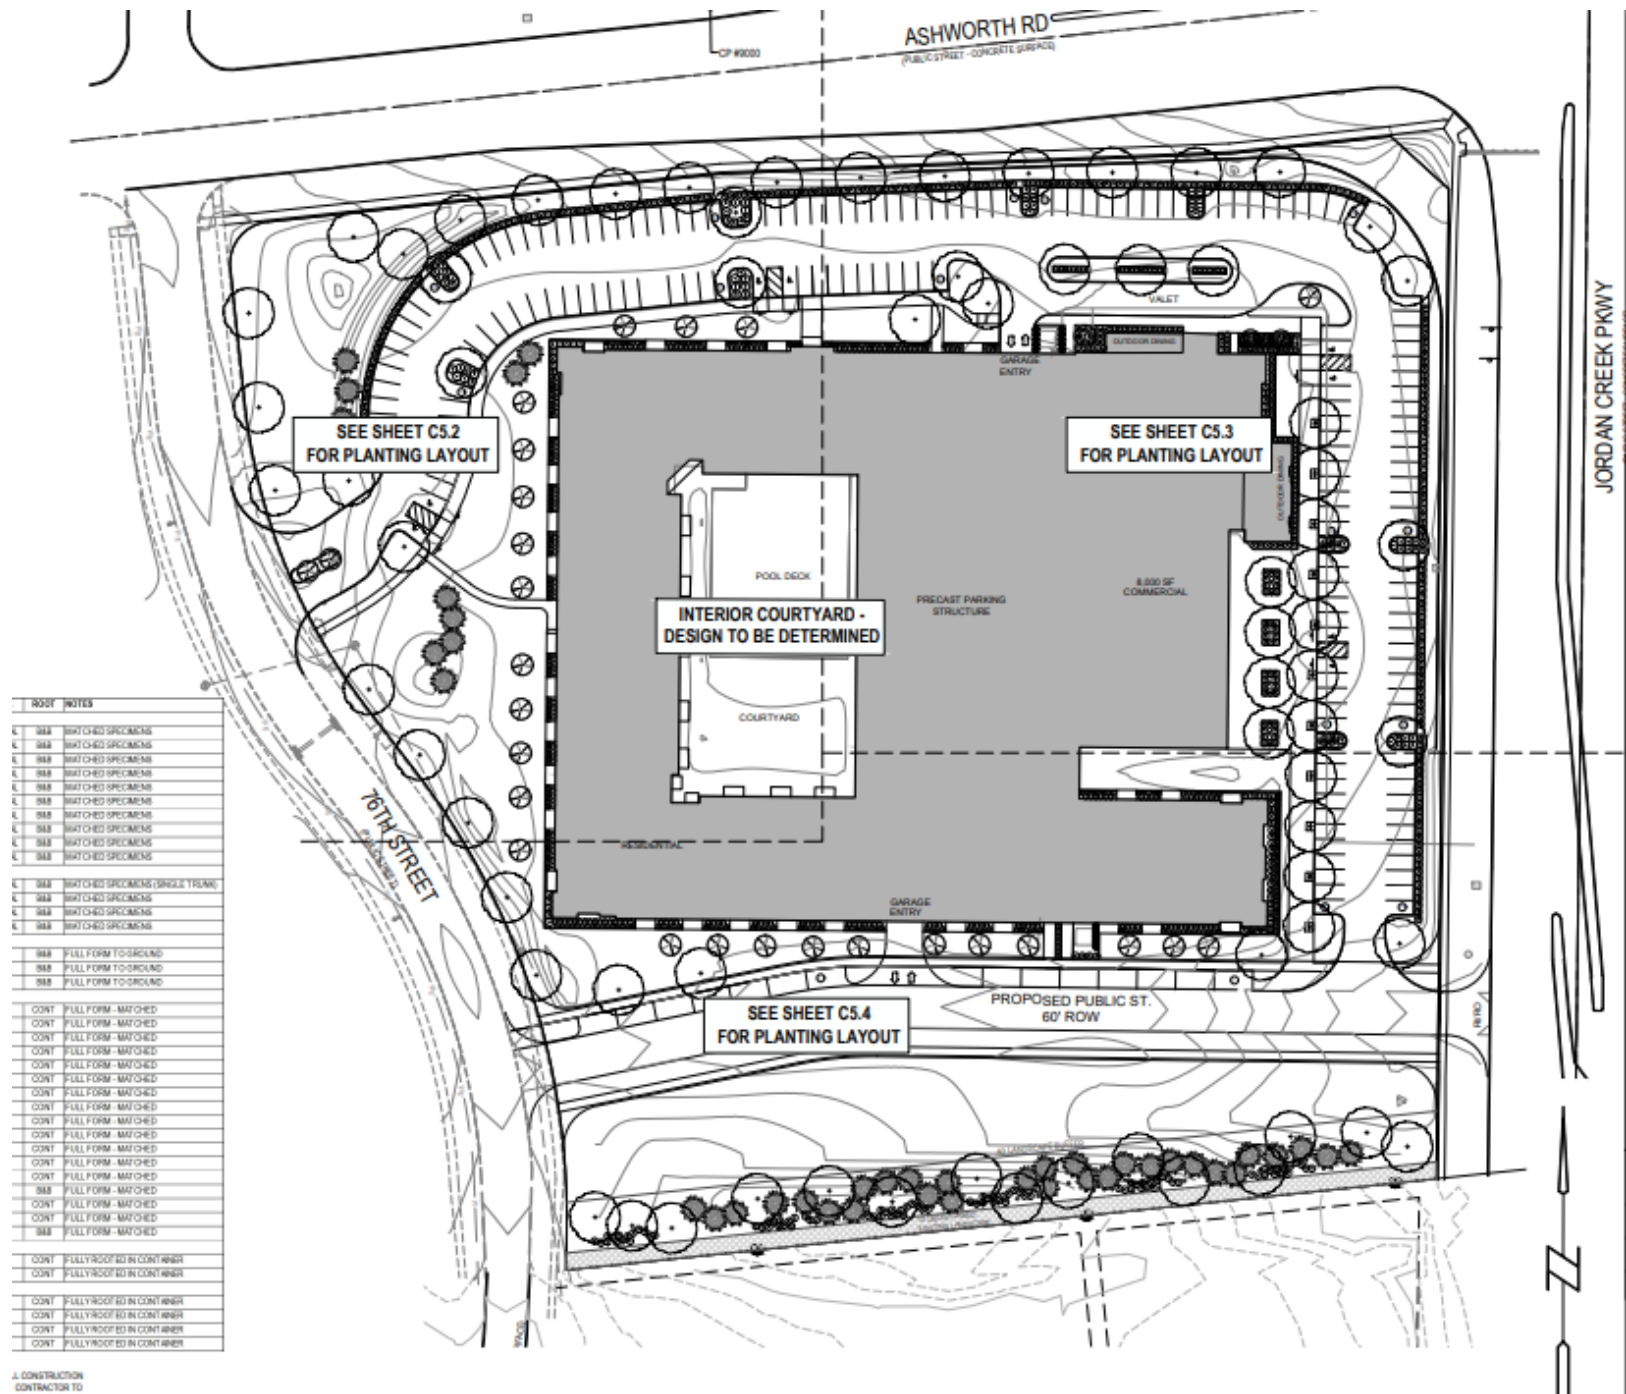 ASHWORTH RD
(PUBLIC STREET - CONCRETE SURFACE)
CP #9000
JORDAN CREEK PKWY
VALET
OUTDOOR DINING
GARAGE
ENTRY
SEE SHEET C5.2
FOR PLANTING LAYOUT
SEE SHEET C5.3
FOR PLANTING LAYOUT
OUTDOOR DINING
POOL DECK
PRECAST PARKING
STRUCTURE
8,000 SF
COMMERCIAL
INTERIOR COURTYARD -
DESIGN TO BE DETERMINED
COURTYARD
76TH STREET
RESIDENTIAL
GARAGE
ENTRY
PROPOSED PUBLIC ST.
60' ROW
SEE SHEET C5.4
FOR PLANTING LAYOUT
RI/RO
ROOT NOTES
B&B MATCHED SPECIMENS
B&B MATCHED SPECIMENS
B&B MATCHED SPECIMENS
B&B MATCHED SPECIMENS
B&B MATCHED SPECIMENS
B&B MATCHED SPECIMENS
B&B MATCHED SPECIMENS
B&B MATCHED SPECIMENS
B&B MATCHED SPECIMENS
B&B MATCHED SPECIMENS
B&B MATCHED SPECIMENS (SINGLE TRUNK)
B&B MATCHED SPECIMENS
B&B MATCHED SPECIMENS
B&B MATCHED SPECIMENS
B&B FULL FORM TO GROUND
B&B FULL FORM TO GROUND
B&B FULL FORM TO GROUND
CONT FULL FORM - MATCHED
CONT FULL FORM - MATCHED
CONT FULL FORM - MATCHED
CONT FULL FORM - MATCHED
CONT FULL FORM - MATCHED
CONT FULL FORM - MATCHED
CONT FULL FORM - MATCHED
CONT FULL FORM - MATCHED
CONT FULL FORM - MATCHED
CONT FULL FORM - MATCHED
CONT FULL FORM - MATCHED
CONT FULL FORM - MATCHED
CONT FULL FORM - MATCHED
B&B FULL FORM - MATCHED
CONT FULL FORM - MATCHED
CONT FULL FORM - MATCHED
B&B FULL FORM - MATCHED
CONT FULLY ROOTED IN CONTAINER
CONT FULLY ROOTED IN CONTAINER
CONT FULLY ROOTED IN CONTAINER
CONT FULLY ROOTED IN CONTAINER
CONT FULLY ROOTED IN CONTAINER
CONT FULLY ROOTED IN CONTAINER
CONSTRUCTION
CONTRACTOR TO